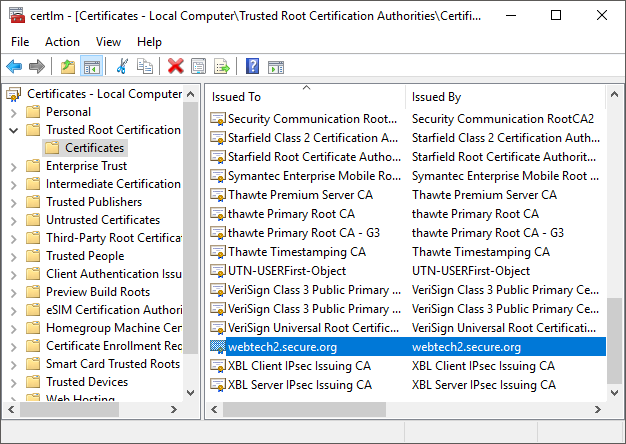 certlm - [Certificates - Local Computer\Trusted Root Certification Authorities\Certifi...
File Action View Help
Certificates - Local Computer
Personal
Trusted Root Certification
Certificates
Enterprise Trust
Intermediate Certification
Trusted Publishers
Untrusted Certificates
Third-Party Root Certifica
Trusted People
Client Authentication Issu
Preview Build Roots
eSIM Certification Authori
Homegroup Machine Cer
Certificate Enrollment Rec
Smart Card Trusted Roots
Trusted Devices
Web Hosting
Issued To Issued By
Security Communication Root... Security Communication RootCA2
Starfield Class 2 Certification A... Starfield Class 2 Certification Auth...
Starfield Root Certificate Autho... Starfield Root Certificate Authorit...
Symantec Enterprise Mobile Ro... Symantec Enterprise Mobile Root ...
Thawte Premium Server CA Thawte Premium Server CA
thawte Primary Root CA thawte Primary Root CA
thawte Primary Root CA - G3 thawte Primary Root CA - G3
Thawte Timestamping CA Thawte Timestamping CA
UTN-USERFirst-Object UTN-USERFirst-Object
VeriSign Class 3 Public Primary ... VeriSign Class 3 Public Primary Ce...
VeriSign Class 3 Public Primary ... VeriSign Class 3 Public Primary Ce...
VeriSign Universal Root Certific... VeriSign Universal Root Certificati...
webtech2.secure.org webtech2.secure.org
XBL Client IPsec Issuing CA XBL Client IPsec Issuing CA
XBL Server IPsec Issuing CA XBL Server IPsec Issuing CA